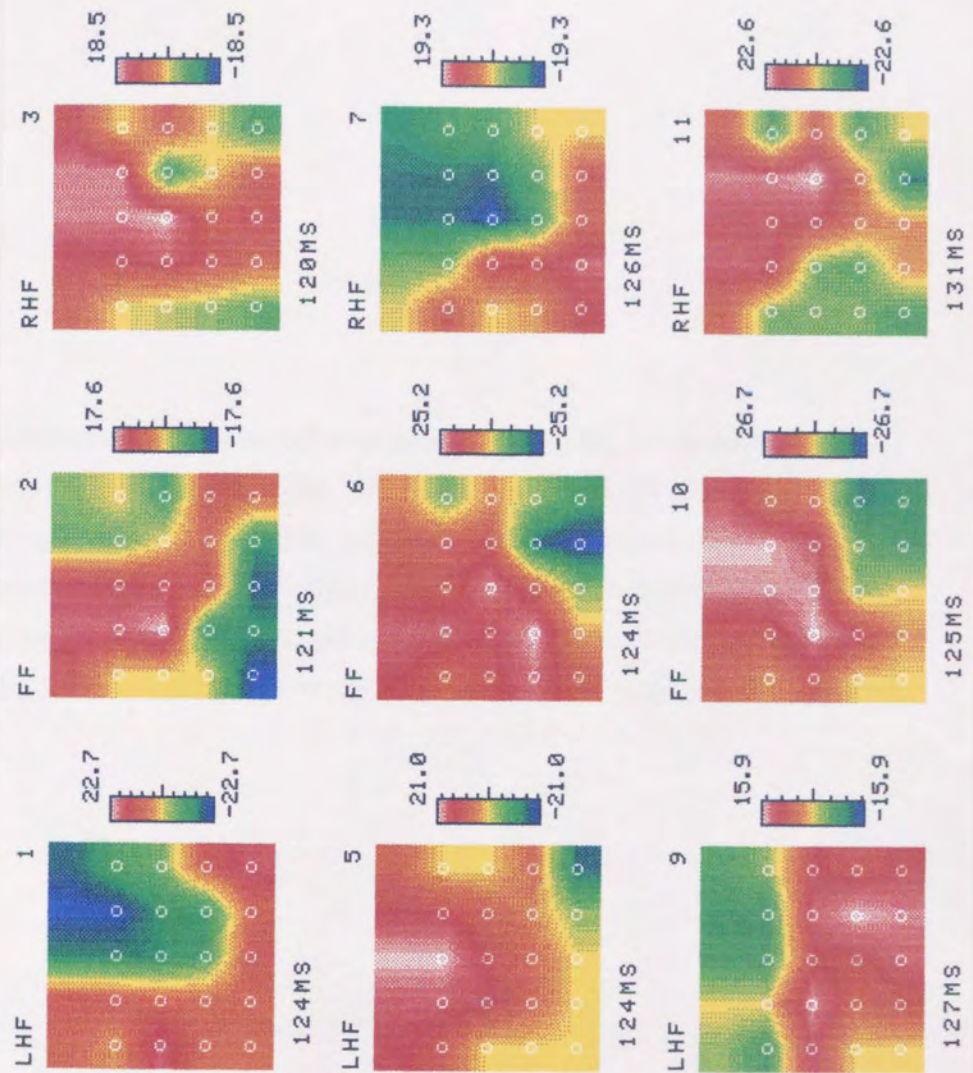 LHF 1
22.7
-22.7
124MS
FF 2
17.6
-17.6
121MS
RHF 3
18.5
-18.5
120MS
LHF 5
21.0
-21.0
124MS
FF 6
25.2
-25.2
124MS
RHF 7
19.3
-19.3
126MS
LHF 9
15.9
-15.9
127MS
FF 10
26.7
-26.7
125MS
RHF 11
22.6
-22.6
131MS